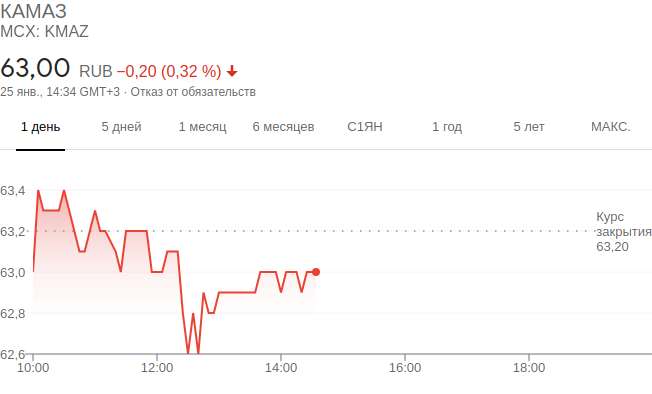 КАМАЗ
MCX: KMAZ
63,00 RUB −0,20 (0,32 %)
25 янв., 14:34 GMT+3 · Отказ от обязательств
1 день 5 дней 1 месяц 6 месяцев С1ЯН 1 год 5 лет МАКС.
63,4
Курс
63,2 закрытия
63,20
63,0
62,8
62,6
10:00 12:00 14:00 16:00 18:00